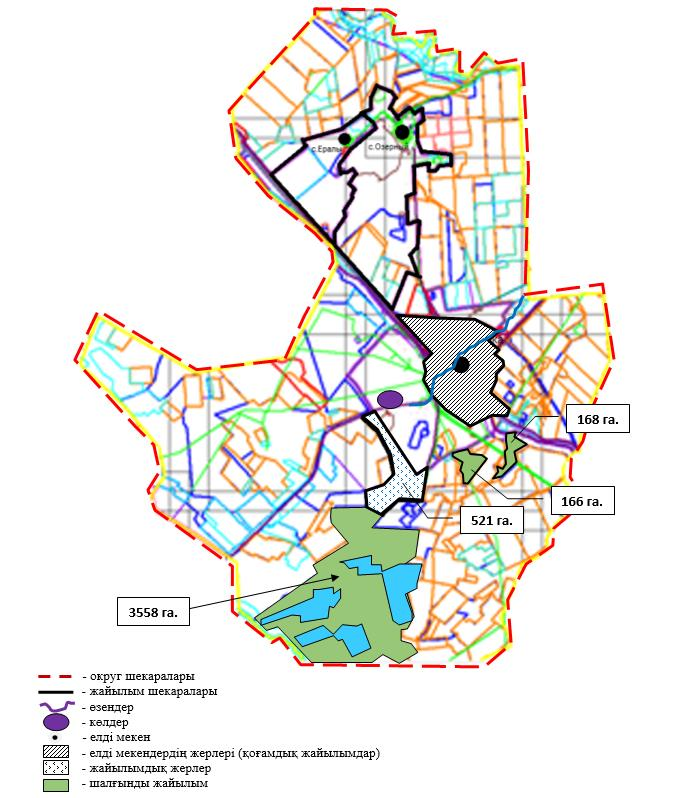 с.Ералы
с.Озерный
168 га.
166 га.
521 га.
3558 га.
- округ шекаралары
- жайылым шекаралары
- өзендер
- көлдер
- елді мекен
- елді мекендердің жерлері (қоғамдық жайылымдар)
- жайылымдық жерлер
- шалғынды жайылым